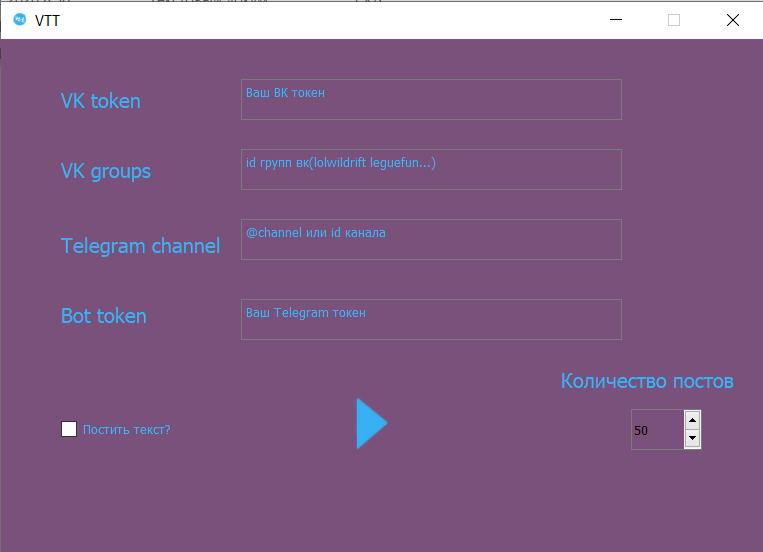 VTT
VK token
Ваш ВК токен
VK groups
id групп вк(lolwildrift leguefun...)
Telegram channel
@channel или id канала
Bot token
Ваш Telegram токен
Количество постов
Постить текст?
50